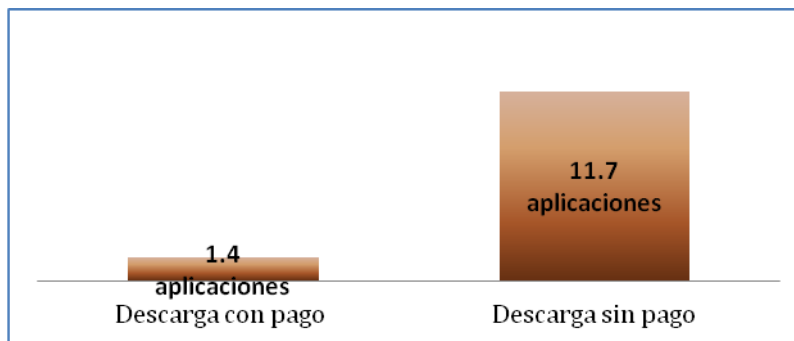 11.7
aplicaciones
1.4
aplicaciones
Descarga con pago
Descarga sin pago